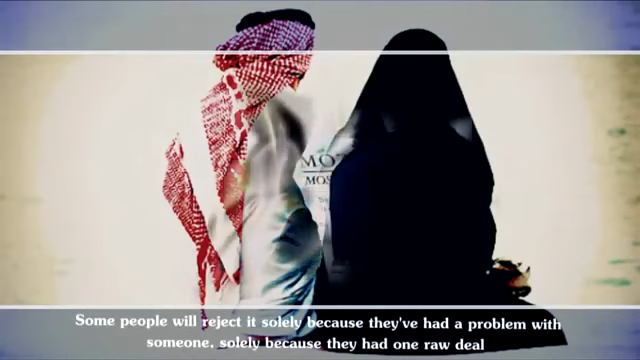 MOS
Some people will reject it solely because they've had a problem with
someone, solely because they had one raw deal